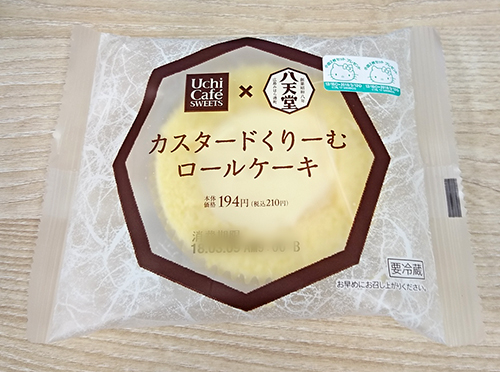 Uchi
Café
SWEETS
×
八天堂
カスタードくりーむ
ロールケーキ
本体
価格 194円(税込210円)
要冷蔵
お早めにお召し上がりください。